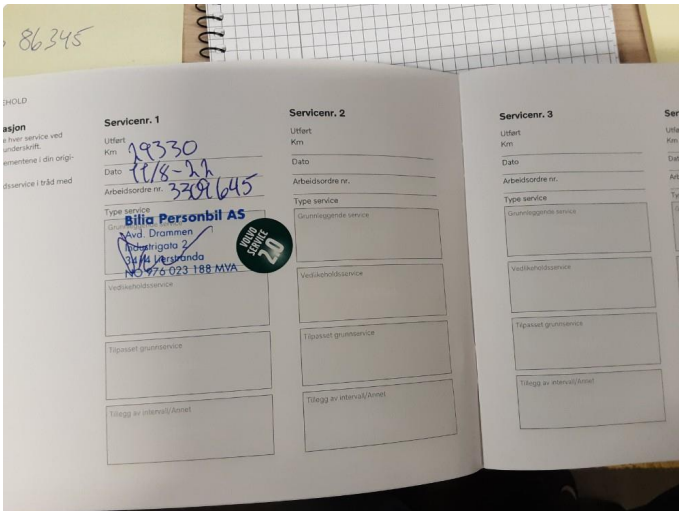 86345
EHOLD
asjon
e hver service ved
underskrift.
ementene i din origi-
dsservice i tråd med
Servicenr. 1
Utført
Km 29330
Dato 11/8-22
Arbeidsordre nr. 3309645
Type service
Bilia Personbil AS
Avd. Drammen
Industrigata 2
3414 Lierstranda
NO 976 023 188 MVA
VOLVO
SERVICE
2.0
Vedlikeholdsservice
Tilpasset grunnservice
Tillegg av intervall/Annet
Servicenr. 2
Utført
Km
Dato
Arbeidsordre nr.
Type service
Grunnleggende service
Vedlikeholdsservice
Tilpasset grunnservice
Tillegg av intervall/Annet
Servicenr. 3
Utført
Km
Dato
Arbeidsordre nr.
Type service
Grunnleggende service
Vedlikeholdsservice
Tilpasset grunnservice
Tillegg av intervall/Annet
Ser